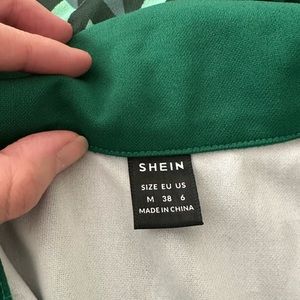 SHEIN
SIZE EU US
M 38 6
MADE IN CHINA